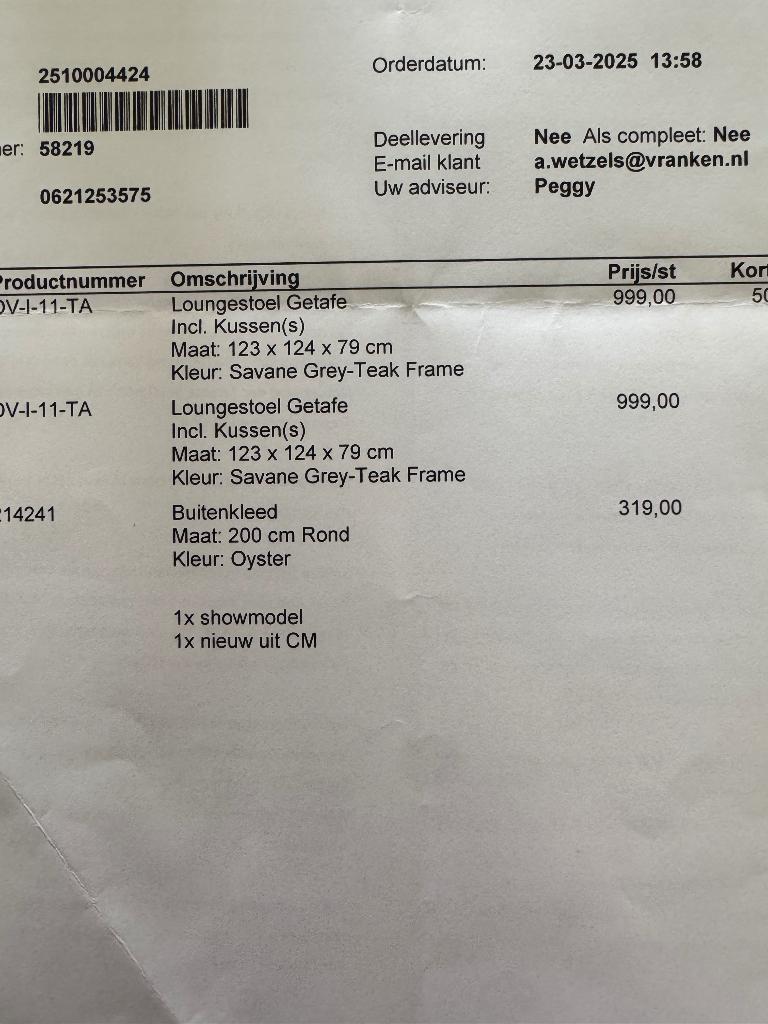 2510004424
Orderdatum: 23-03-2025 13:58
Deellevering Nee Als compleet: Nee
58219
E-mail klant a.wetzels@vranken.nl
Uw adviseur: Peggy
0621253575
Productnummer Omschrijving Prijs/st
DV-I-11-TA Loungestoel Getafe 999,00
Incl. Kussen(s)
Maat: 123 x 124 x 79 cm
Kleur: Savane Grey-Teak Frame
DV-I-11-TA Loungestoel Getafe 999,00
Incl. Kussen(s)
Maat: 123 x 124 x 79 cm
Kleur: Savane Grey-Teak Frame
214241 Buitenkleed 319,00
Maat: 200 cm Rond
Kleur: Oyster
1x showmodel
1x nieuw uit CM